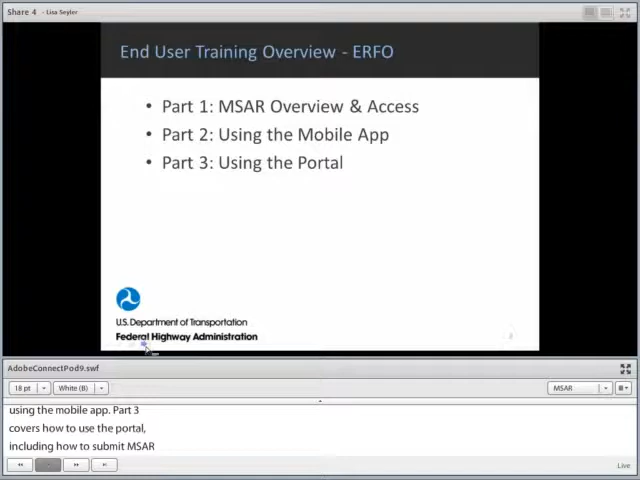 Share 4 - Lisa Seyler
End User Training Overview - ERFO
• Part 1: MSAR Overview & Access
• Part 2: Using the Mobile App
• Part 3: Using the Portal
U.S. Department of Transportation
Federal Highway Administration
AdobeConnectPod9.swf
18 pt
White (B)
MSAR
using the mobile app. Part 3
covers how to use the portal,
including how to submit MSAR
Live